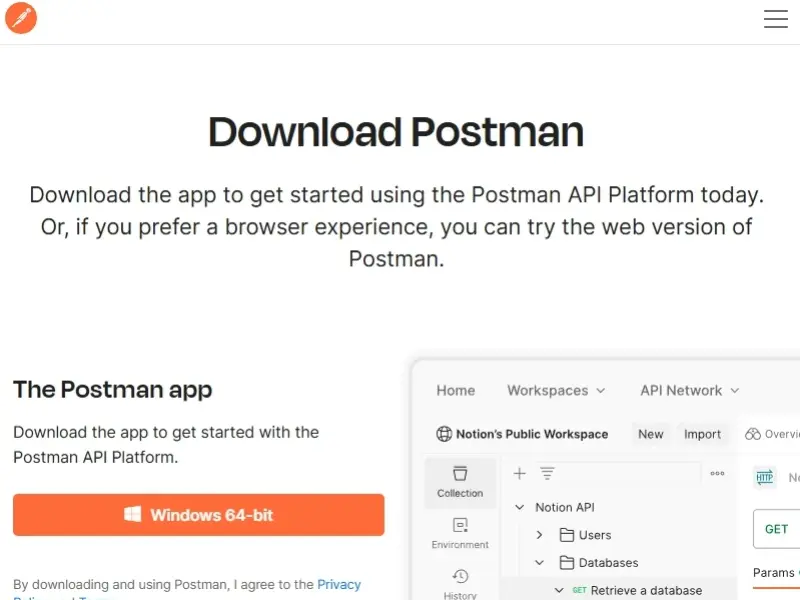 Download Postman
Download the app to get started using the Postman API Platform today.
Or, if you prefer a browser experience, you can try the web version of
Postman.
The Postman app
Download the app to get started with the
Postman API Platform.
Windows 64-bit
By downloading and using Postman, I agree to the Privacy
Home Workspaces API Network
Notion's Public Workspace New Import
Collection
HTTP
Notion API
Environment
Users
GET
Databases
Params
History
GET Retrieve a database